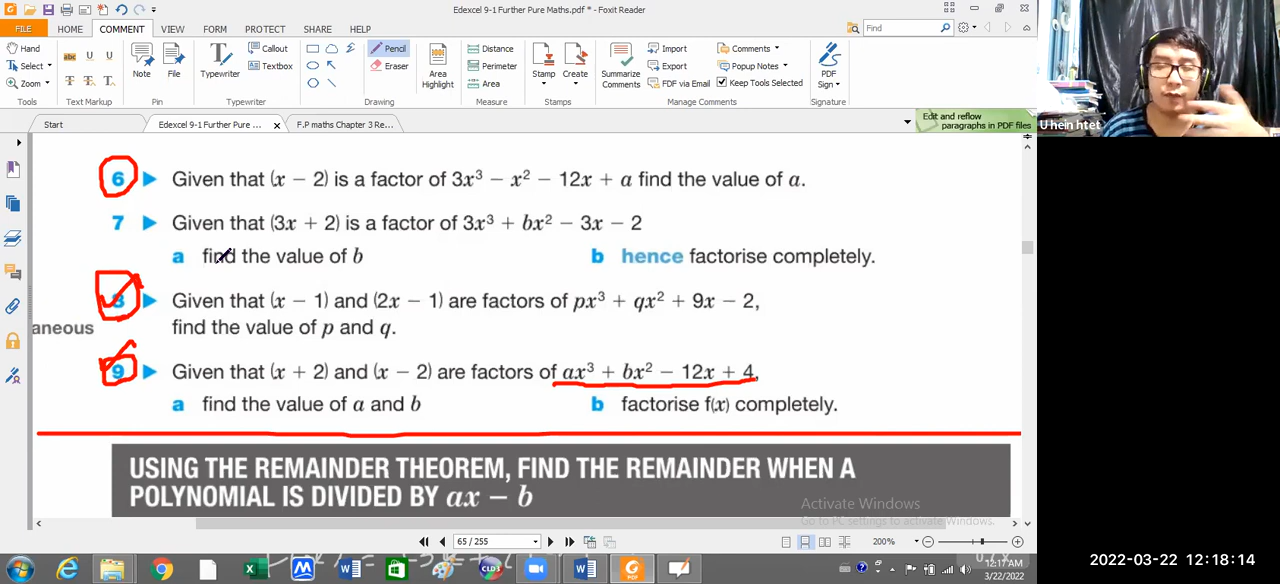 Edexcel 9-1 Further Pure Maths.pdf * - Foxit Reader
FILE HOME COMMENT VIEW FORM PROTECT SHARE HELP Find
Hand Select Zoom Tools
abc U U T T T Text Markup
Note File Pin
Typewriter Callout Textbox Typewriter
Pencil Eraser Drawing
Area Highlight Distance Perimeter Area Measure
Stamp Create Stamps
Summarize Comments Import Export FDF via Email Comments Popup Notes Keep Tools Selected Manage Comments
PDF Sign Signature
Start Edexcel 9-1 Further Pure ... F.P maths Chapter 3 Re...
Edit and reflow paragraphs in PDF files
U hein htet
6 Given that (x − 2) is a factor of 3x³ − x² − 12x + a find the value of a.
7 Given that (3x + 2) is a factor of 3x³ + bx² − 3x − 2
a find the value of b b hence factorise completely.
8 Given that (x − 1) and (2x − 1) are factors of px³ + qx² + 9x − 2,
find the value of p and q.
aneous
9 Given that (x + 2) and (x − 2) are factors of ax³ + bx² − 12x + 4,
a find the value of a and b b factorise f(x) completely.
USING THE REMAINDER THEOREM, FIND THE REMAINDER WHEN A
POLYNOMIAL IS DIVIDED BY ax − b
Activate Windows
Go to PC settings to activate Windows.
65 / 255 200%
12:17 AM
3/22/2022
2022-03-22 12:18:14